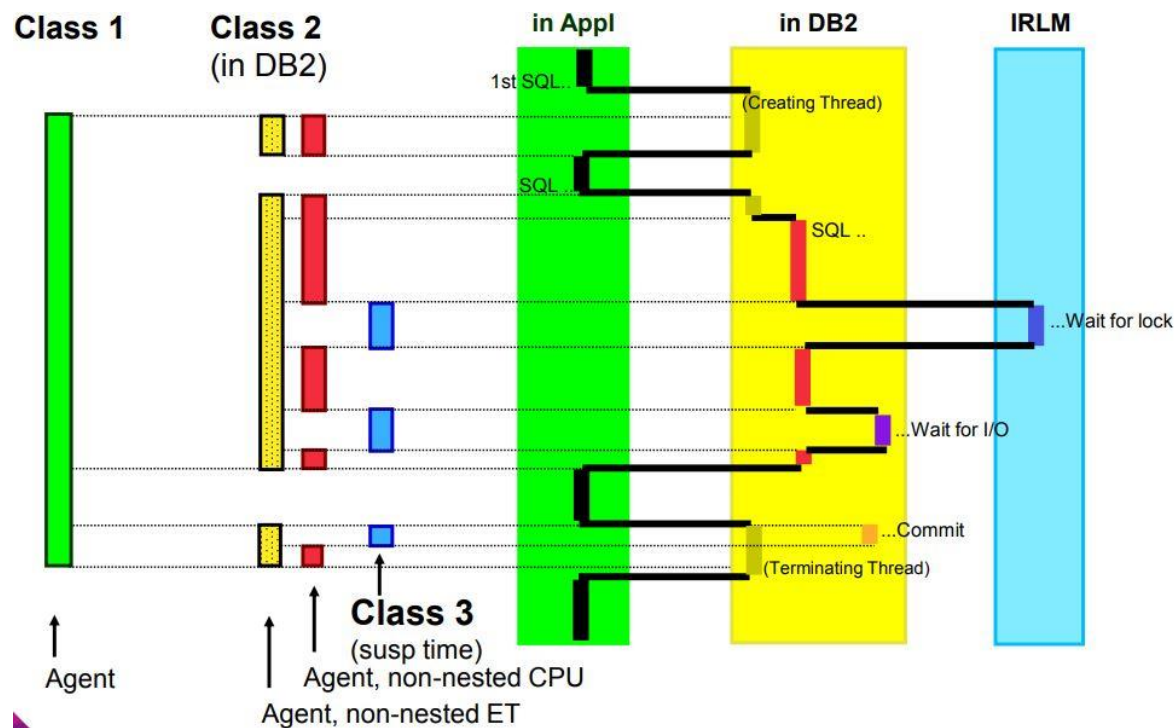 Class 1
Class 2
(in DB2)
in Appl
in DB2
IRLM
1st SQL..
(Creating Thread)
SQL ..
SQL ..
...Wait for lock
...Wait for I/O
...Commit
(Terminating Thread)
Class 3
(susp time)
Agent
Agent, non-nested CPU
Agent, non-nested ET